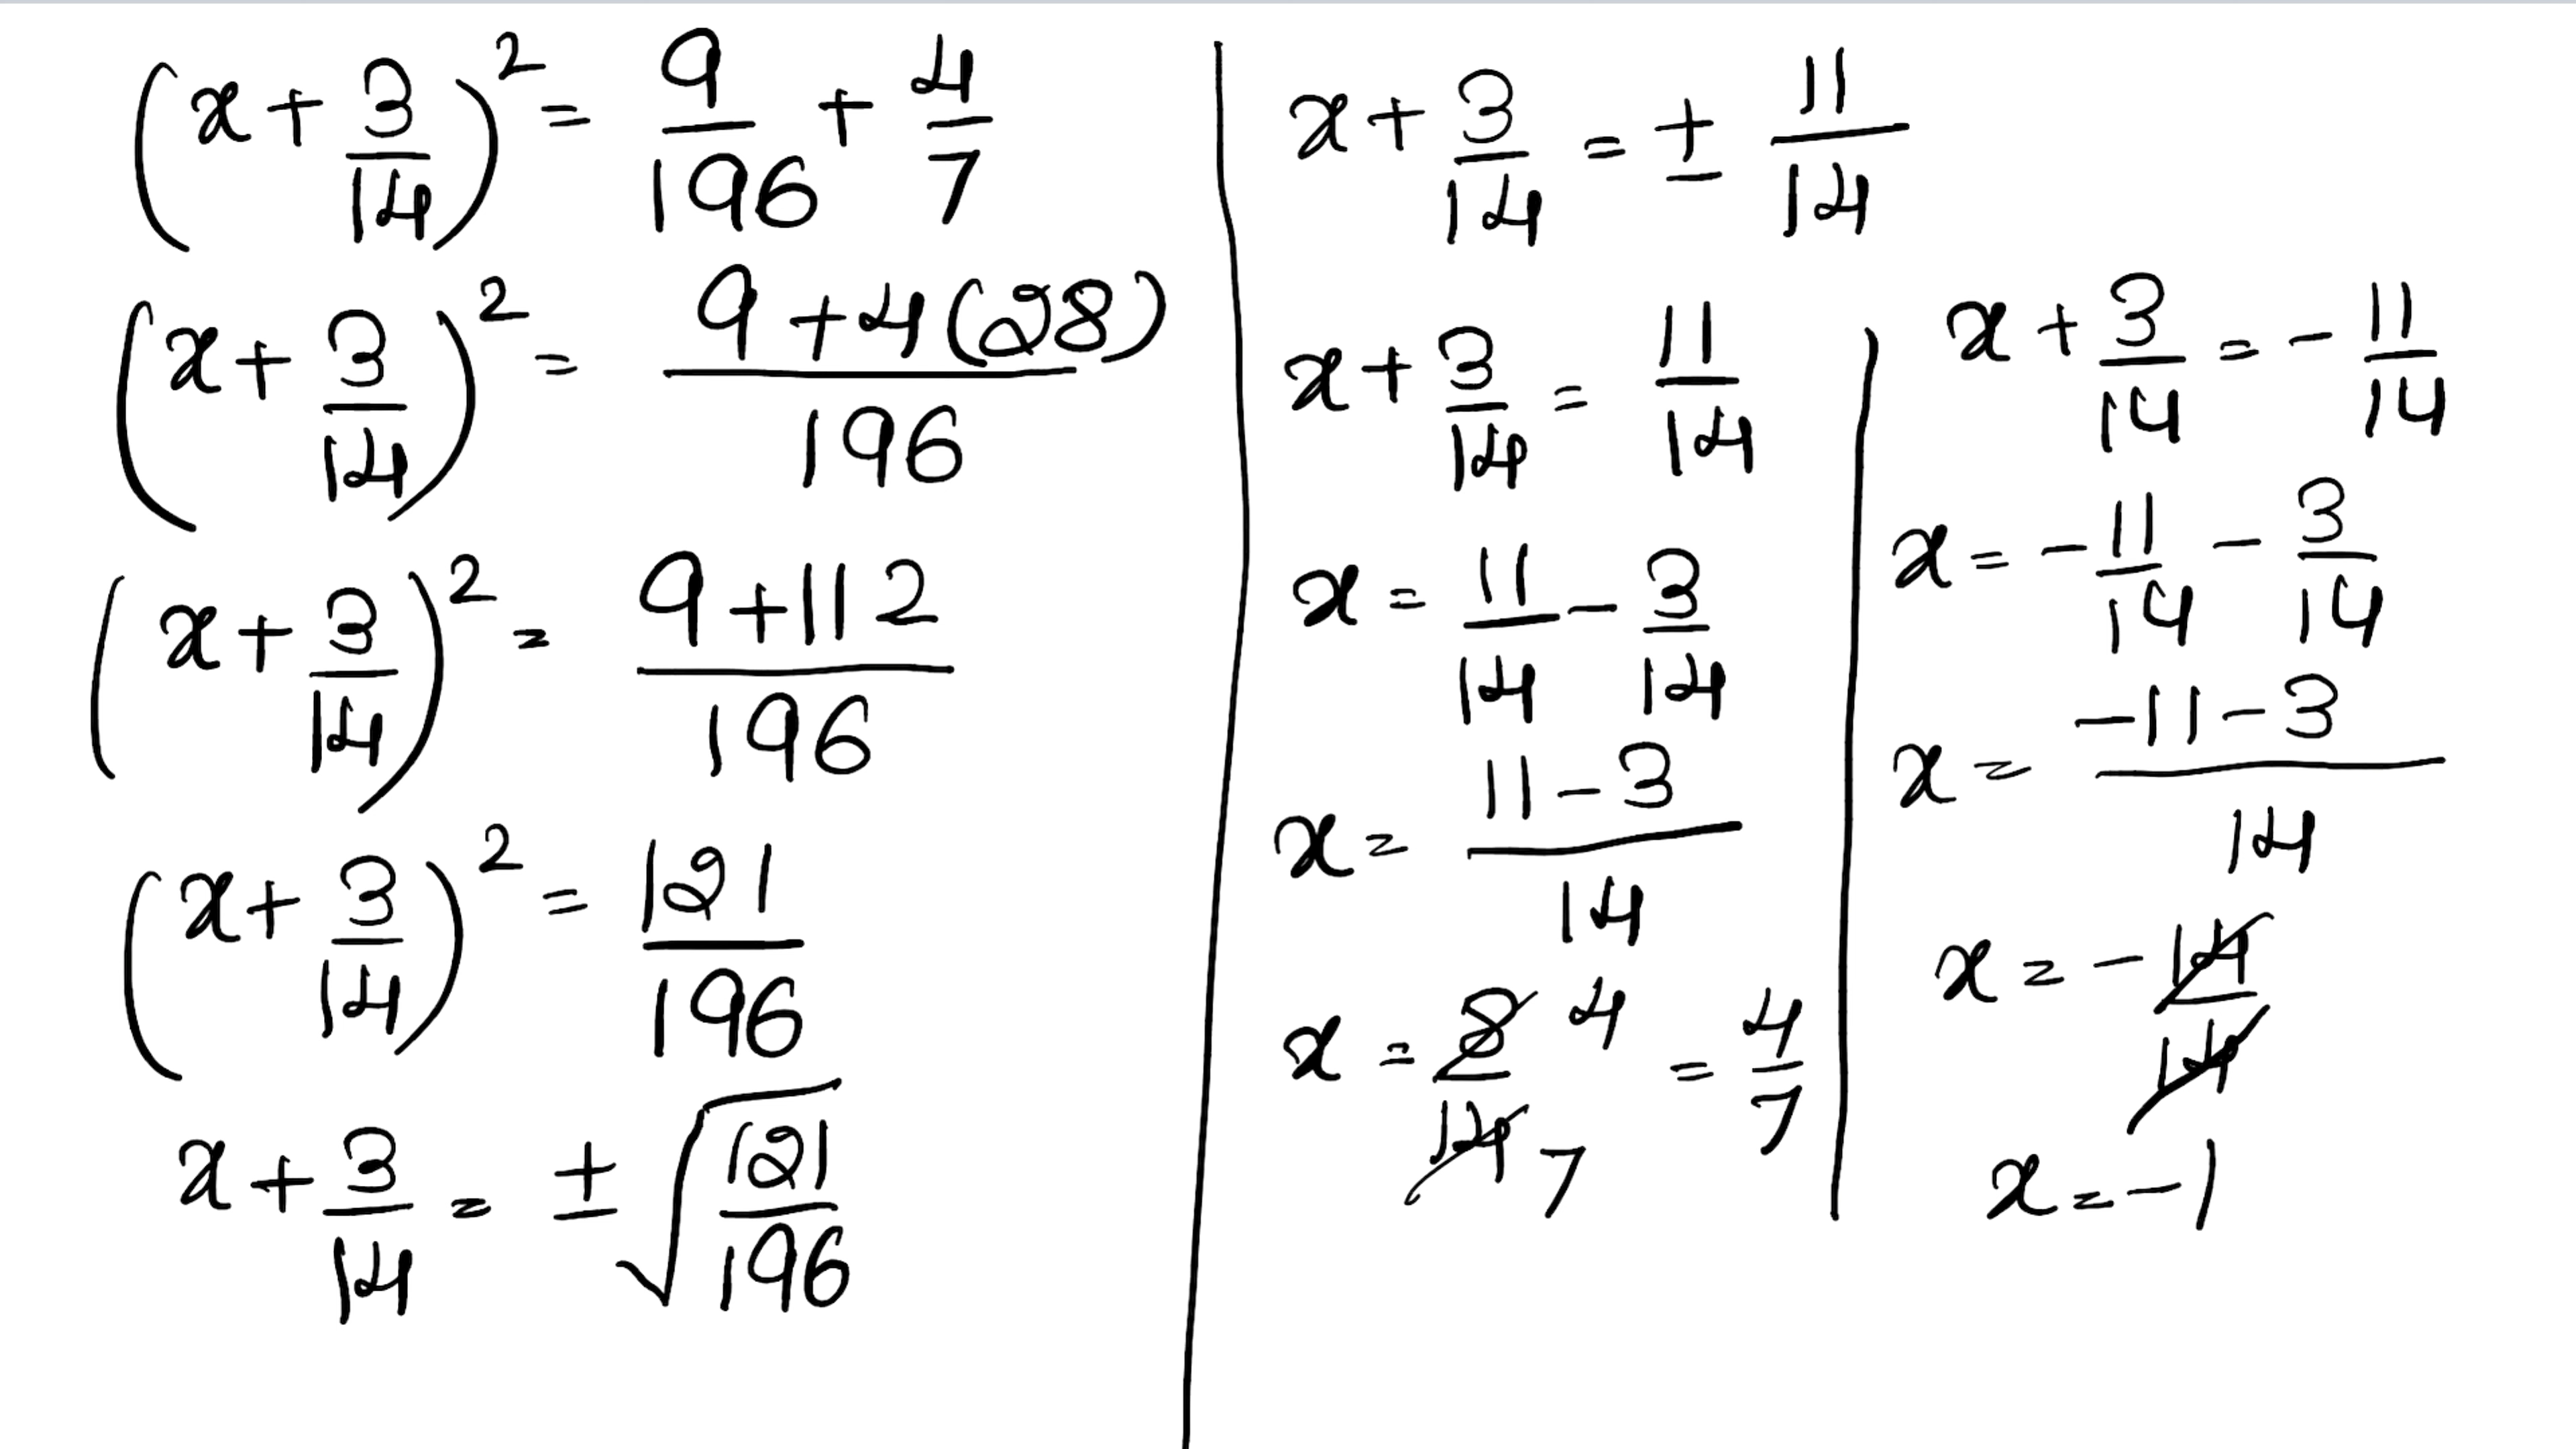 (x + 3/14)² = 9/196 + 4/7
(x + 3/14)² = (9 + 4(28))/196
(x + 3/14)² = (9 + 112)/196
(x + 3/14)² = 121/196
x + 3/14 = ± √(121/196)
x + 3/14 = ± 11/14
x + 3/14 = 11/14
x = 11/14 - 3/14
x = (11 - 3)/14
x = 8/14 4/7 = 4/7
x + 3/14 = - 11/14
x = - 11/14 - 3/14
x = (-11 - 3)/14
x = - 14/14
x = -1